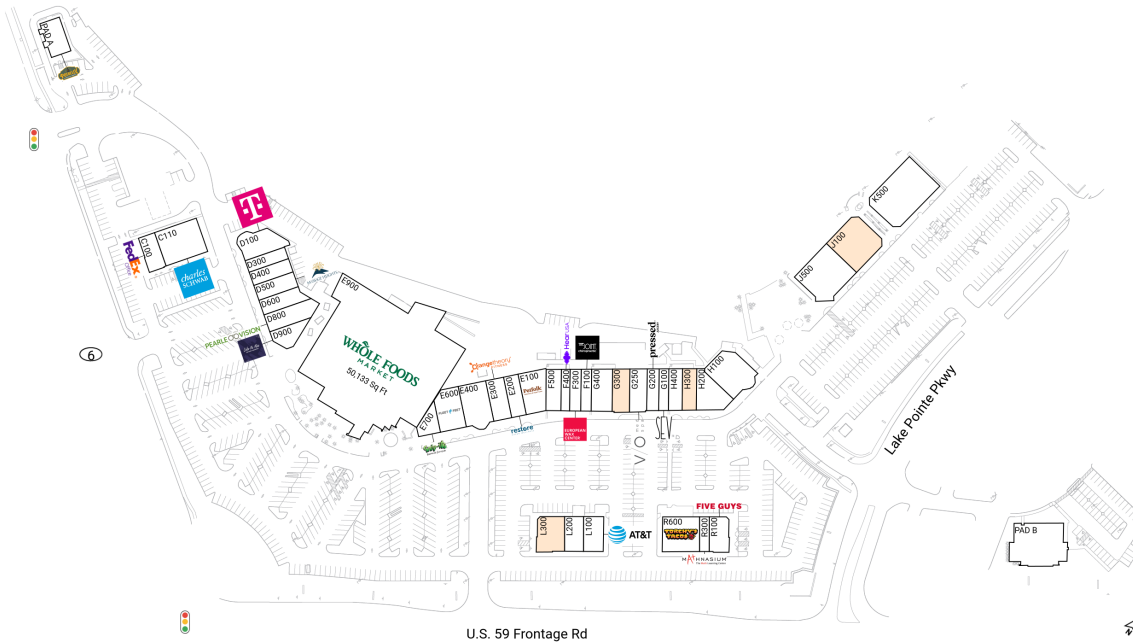 PAD A
T
C100
C110
FedEx
charles
SCHWAB
D100
D300
D400
D500
D600
D800
D900
PEARLE VISION
6
E900
WHOLE FOODS
MARKET
50,133 Sq Ft
E700
E600
E400
E300
E200
E100
orangetheory
restore
F500
F400
F300
F100
HearUSA
the joint
EUROPEAN
WAX
CENTER
G400
G300
G250
G200
G100
pressed
H400
H300
H200
H100
J500
J100
K500
Lake Pointe Pkwy
L300
L200
L100
AT&T
R600
R300
R100
TORCHY'S
TACOS
FIVE GUYS
MATHNASIUM
PAD B
U.S. 59 Frontage Rd